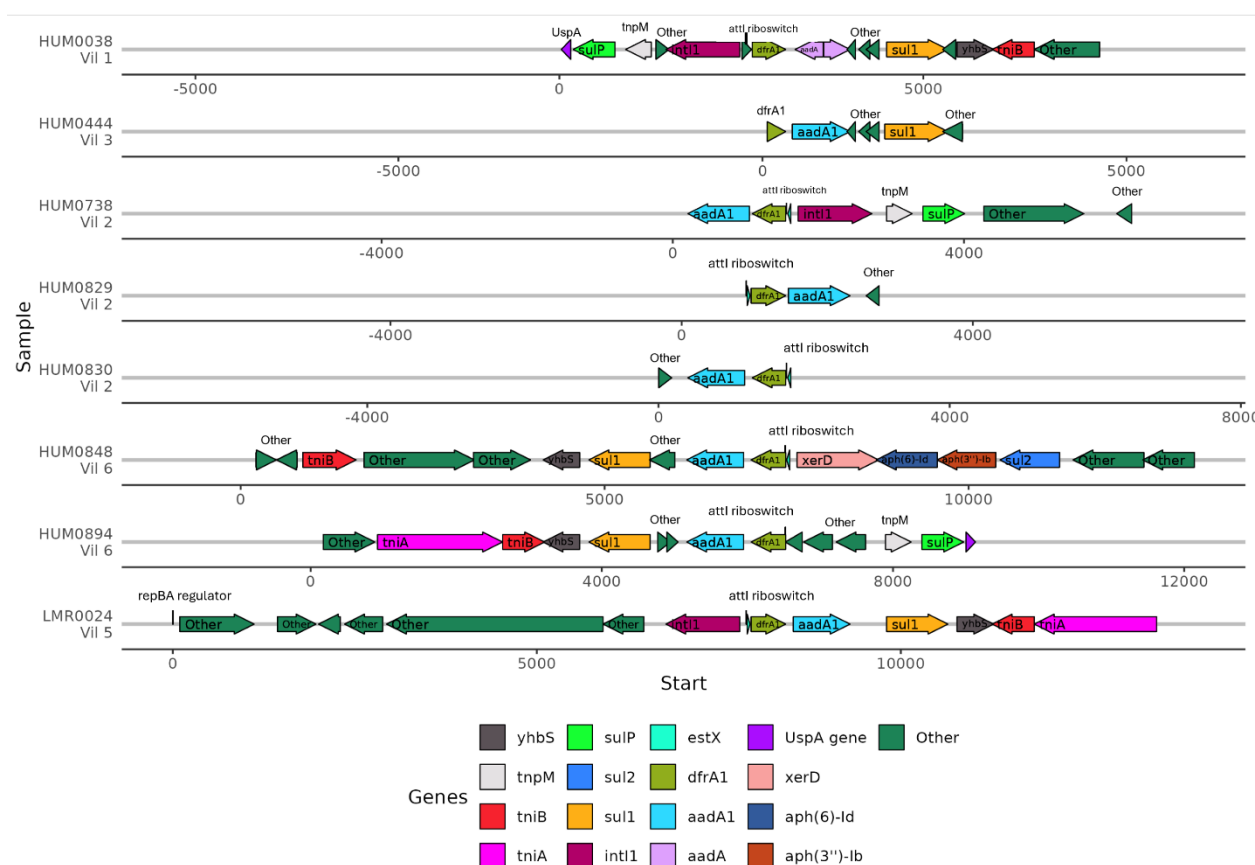 UspA tnpM Other attI riboswitch Other
HUM0038
Vil 1
sulP intI1 dfrA1 aadA sul1 yhbS tniB Other
-5000 0 5000
dfrA1 Other Other
HUM0444
Vil 3
aadA1 sul1
-5000 0 5000
attI riboswitch tnpM Other
HUM0738
Vil 2
aadA1 dfrA1 intI1 sulP Other
-4000 0 4000
attI riboswitch
Other
HUM0829
Vil 2
dfrA1 aadA1
-4000 0 4000
attI riboswitch
Other
HUM0830
Vil 2
aadA1 dfrA1
-4000 0 4000 8000
attI riboswitch
Other Other
HUM0848
Vil 6
tniB Other Other yhbS sul1 aadA1 dfrA1 xerD aph(6)-Id aph(3'')-Ib sul2 Other Other
0 5000 10000
attI riboswitch
Other Other tnpM
HUM0894
Vil 6
Other tniA tniB yhbS sul1 aadA1 dfrA1 sulP
0 4000 8000 12000
repBA regulator attI riboswitch
LMR0024
Vil 5
Other Other Other Other Other intI1 dfrA1 aadA1 sul1 yhbS tniB tniA
0 5000 10000
Sample
Start
Genes
yhbS sulP estX UspA gene Other
tnpM sul2 dfrA1 xerD
tniB sul1 aadA1 aph(6)-Id
tniA intI1 aadA aph(3'')-Ib